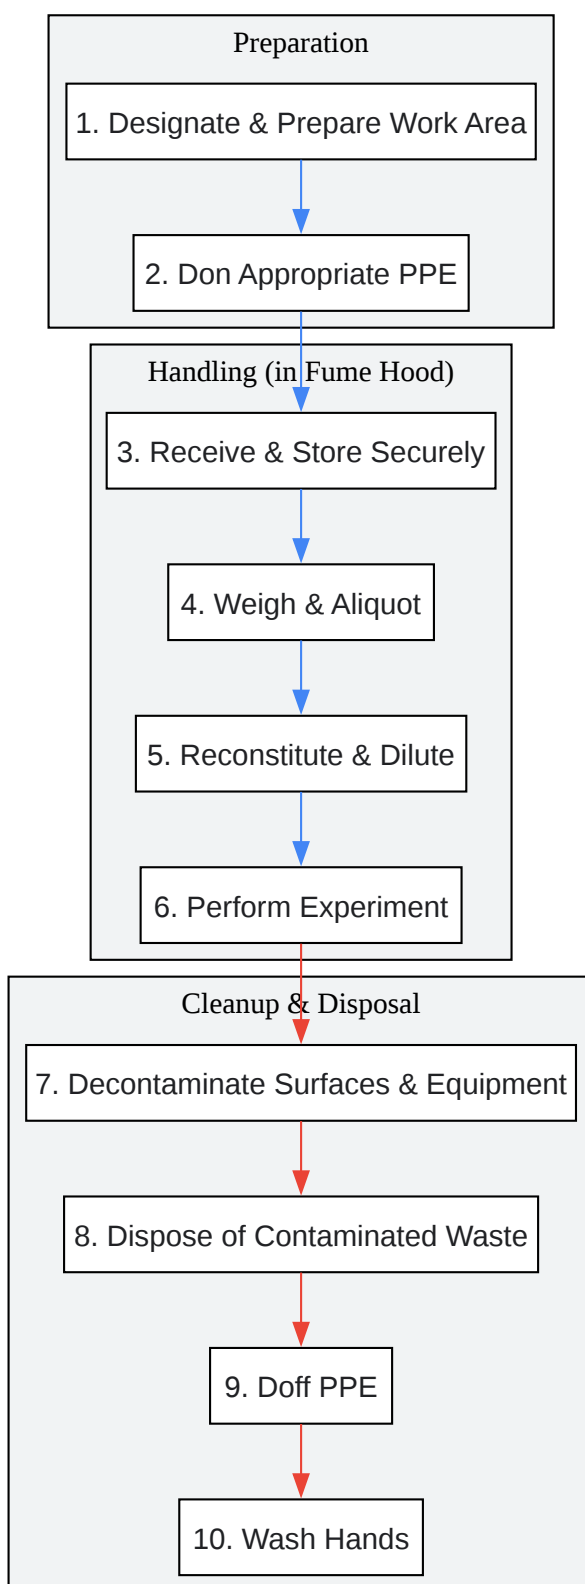 Preparation
1. Designate & Prepare Work Area
2. Don Appropriate PPE
Handling (in Fume Hood)
3. Receive & Store Securely
4. Weigh & Aliquot
5. Reconstitute & Dilute
6. Perform Experiment
Cleanup & Disposal
7. Decontaminate Surfaces & Equipment
8. Dispose of Contaminated Waste
9. Doff PPE
10. Wash Hands